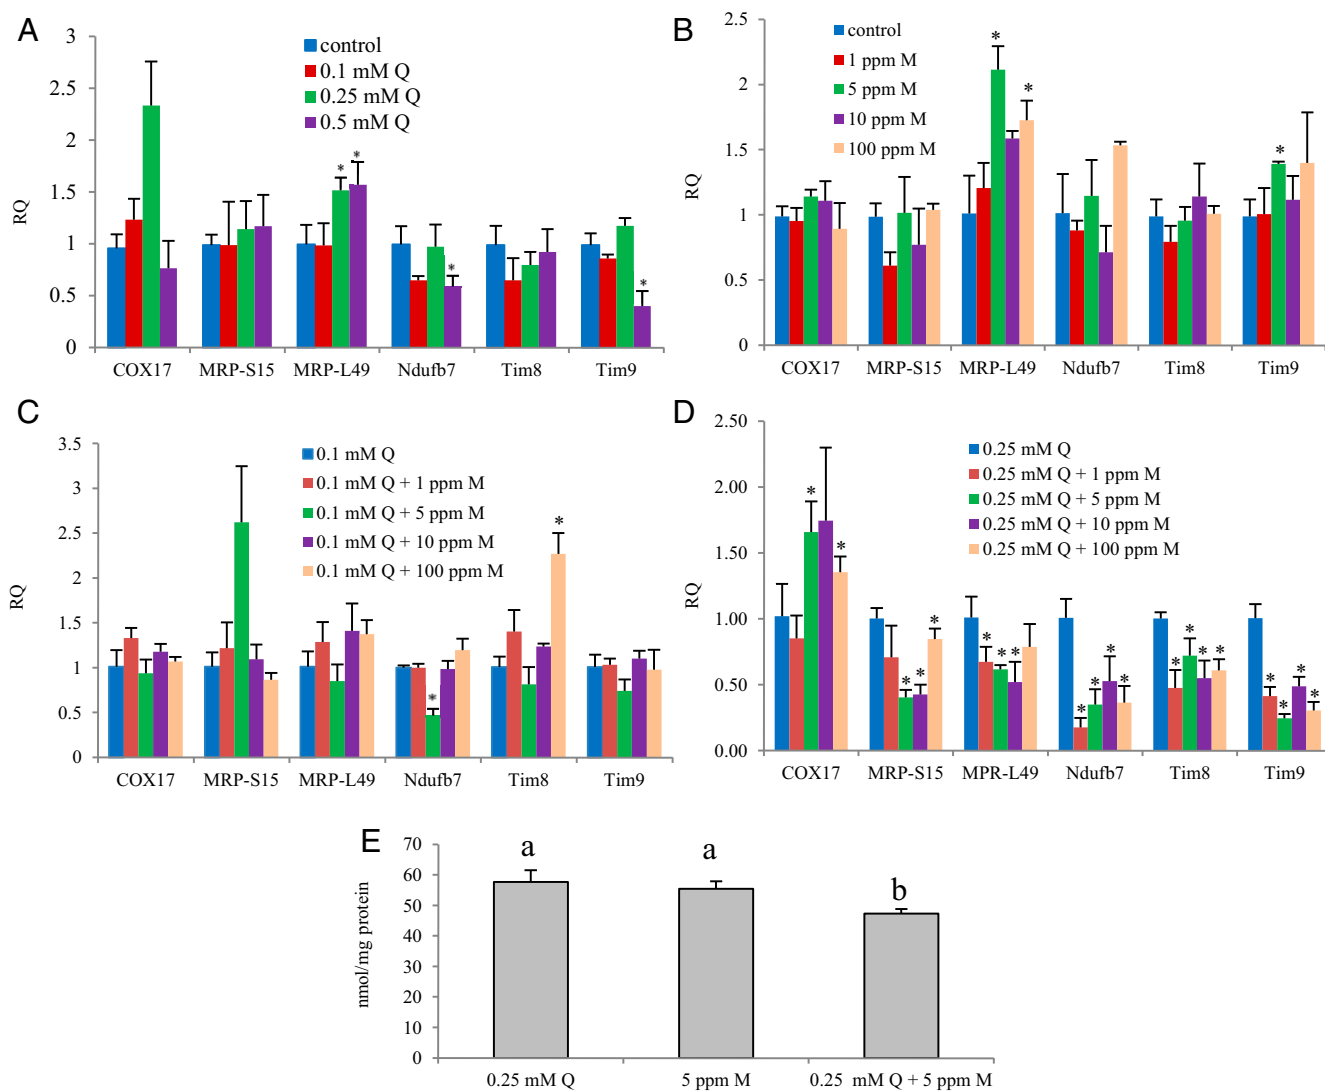 A
3
2.5
2
1.5
1
0.5
0
RQ
control
0.1 mM Q
0.25 mM Q
0.5 mM Q
* * * *
*
COX17 MRP-S15 MRP-L49 Ndufb7 Tim8 Tim9
B
2.5
2
1.5
1
0.5
0
RQ
control
1 ppm M
5 ppm M
10 ppm M
100 ppm M
* * *
COX17 MRP-S15 MRP-L49 Ndufb7 Tim8 Tim9
C
3.5
3
2.5
2
1.5
1
0.5
0
RQ
0.1 mM Q
0.1 mM Q + 1 ppm M
0.1 mM Q + 5 ppm M
0.1 mM Q + 10 ppm M
0.1 mM Q + 100 ppm M
* *
COX17 MRP-S15 MRP-L49 Ndufb7 Tim8 Tim9
D
2.00
2.50
1.50
1.00
0.50
0.00
RQ
0.25 mM Q
0.25 mM Q + 1 ppm M
0.25 mM Q + 5 ppm M
0.25 mM Q + 10 ppm M
0.25 mM Q + 100 ppm M
* * * * * * * * * * * * * * * * * * * *
COX17 MRP-S15 MPR-L49 Ndufb7 Tim8 Tim9
E
70
60
50
40
30
20
10
0
nmol/mg protein
a a b
0.25 mM Q 5 ppm M 0.25 mM Q + 5 ppm M